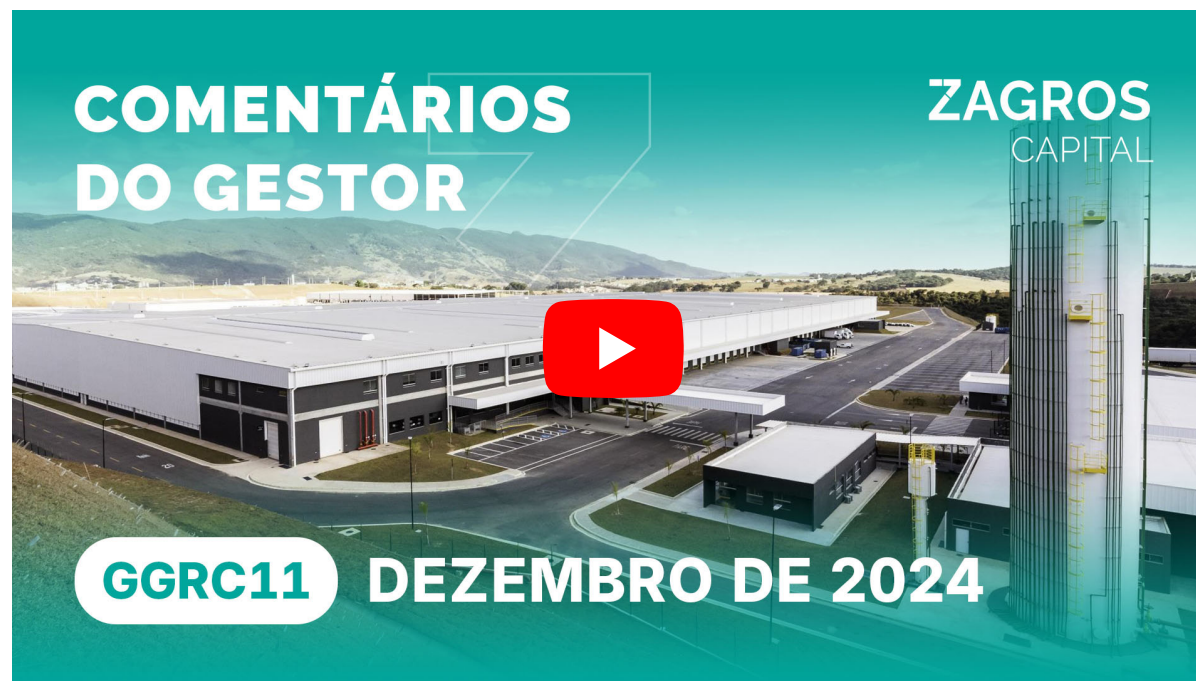 COMENTÁRIOS
DO GESTOR
ZAGROS
CAPITAL
GGRC11
DEZEMBRO DE 2024